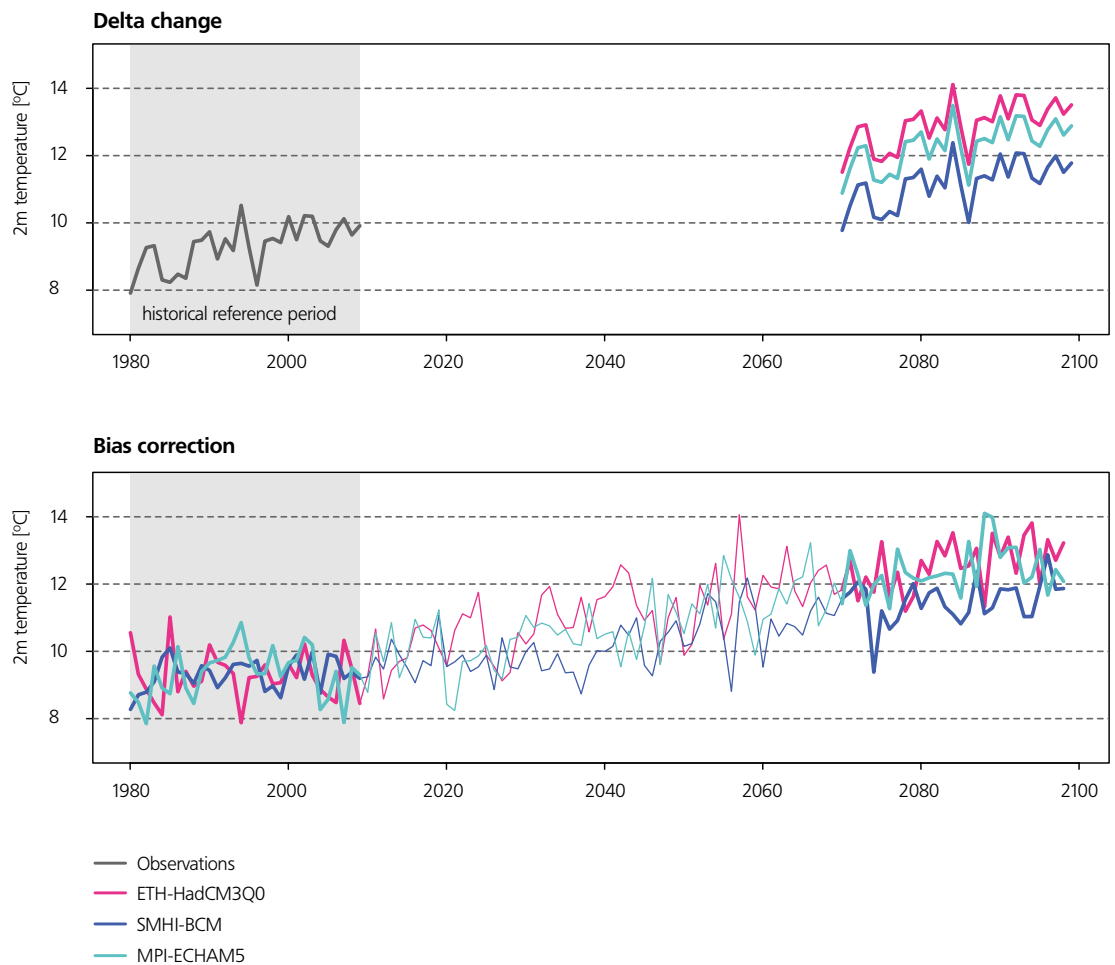 Delta change
2m temperature [ºC]
14
12
10
8
historical reference period
1980 2000 2020 2040 2060 2080 2100
Bias correction
2m temperature [ºC]
14
12
10
8
1980 2000 2020 2040 2060 2080 2100
Observations
ETH-HadCM3Q0
SMHI-BCM
MPI-ECHAM5